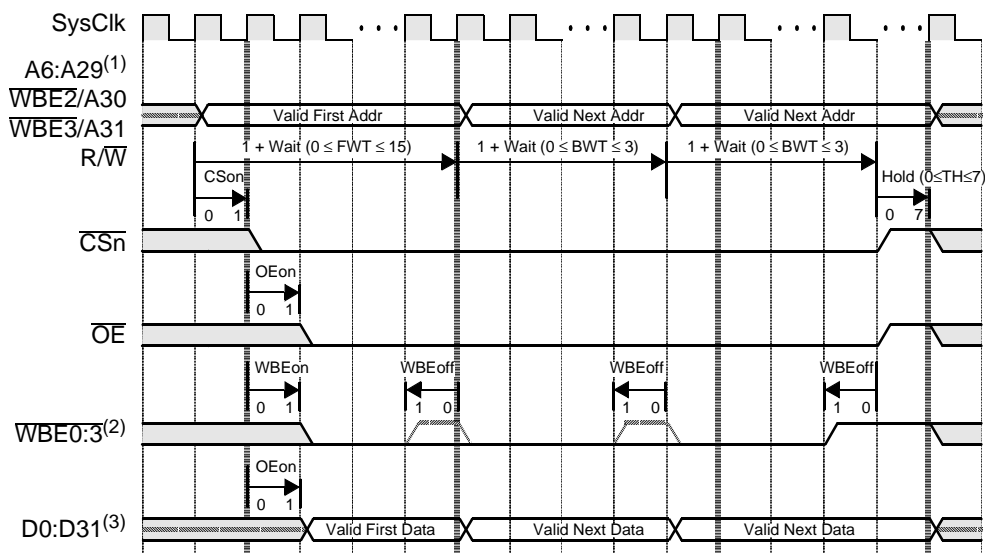 SysClk
A6:A29(1)
WBE2/A30
WBE3/A31
Valid First Addr Valid Next Addr Valid Next Addr
R/W
1 + Wait (0 ≤ FWT ≤ 15) 1 + Wait (0 ≤ BWT ≤ 3) 1 + Wait (0 ≤ BWT ≤ 3)
CSon Hold (0≤TH≤7)
0 1 0 7
CSn
OEon
0 1
OE
WBEon WBEoff WBEoff WBEoff
0 1 1 0 1 0 1 0
WBE0:3(2)
OEon
0 1
D0:D31(3) Valid First Data Valid Next Data Valid Next Data